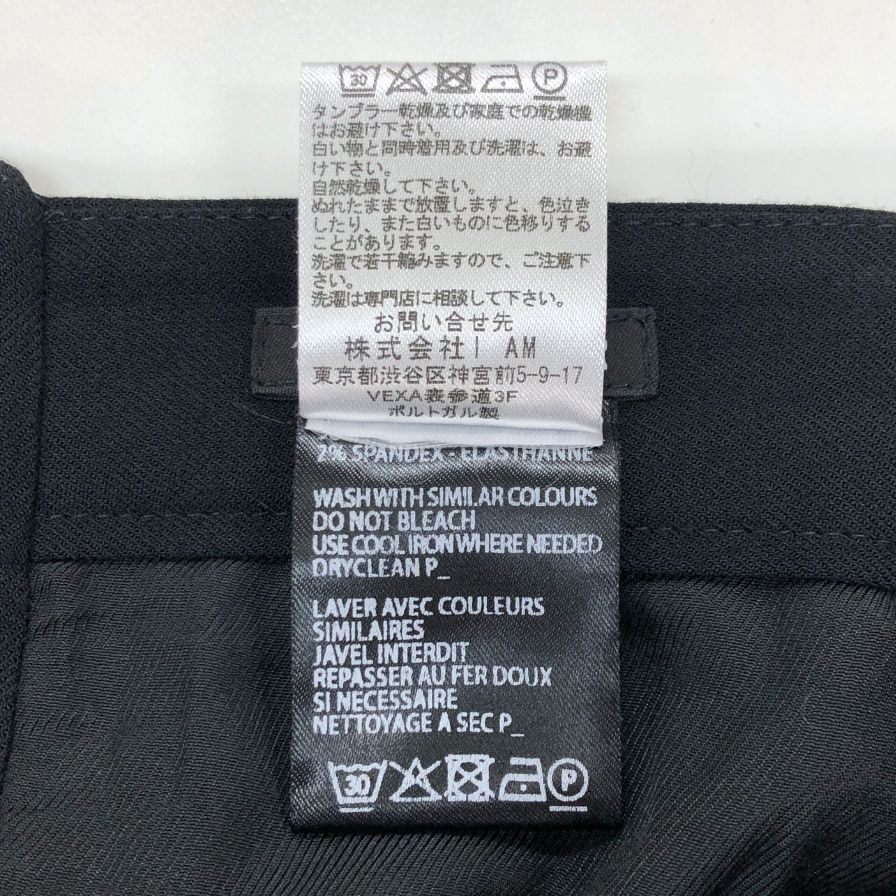 30 P
タンブラー乾燥及び家庭での乾燥機
はお避け下さい。
白い物と同時着用及び洗濯は、お避
け下さい。
自然乾燥して下さい。
ぬれたままで放置しますと、色泣き
したり、また白いものに色移りする
ことがあります。
洗濯で若干縮みますので、ご注意下
さい。
洗濯は専門店に相談して下さい。
お問い合せ先
株式会社I AM
東京都渋谷区神宮前5-9-17
VEXA表参道3F
ポルトガル製
2% SPANDEX - ELASTHANNE
WASH WITH SIMILAR COLOURS
DO NOT BLEACH
USE COOL IRON WHERE NEEDED
DRYCLEAN P_
LAVER AVEC COULEURS
SIMILAIRES
JAVEL INTERDIT
REPASSER AU FER DOUX
SI NECESSAIRE
NETTOYAGE A SEC P_
30 P